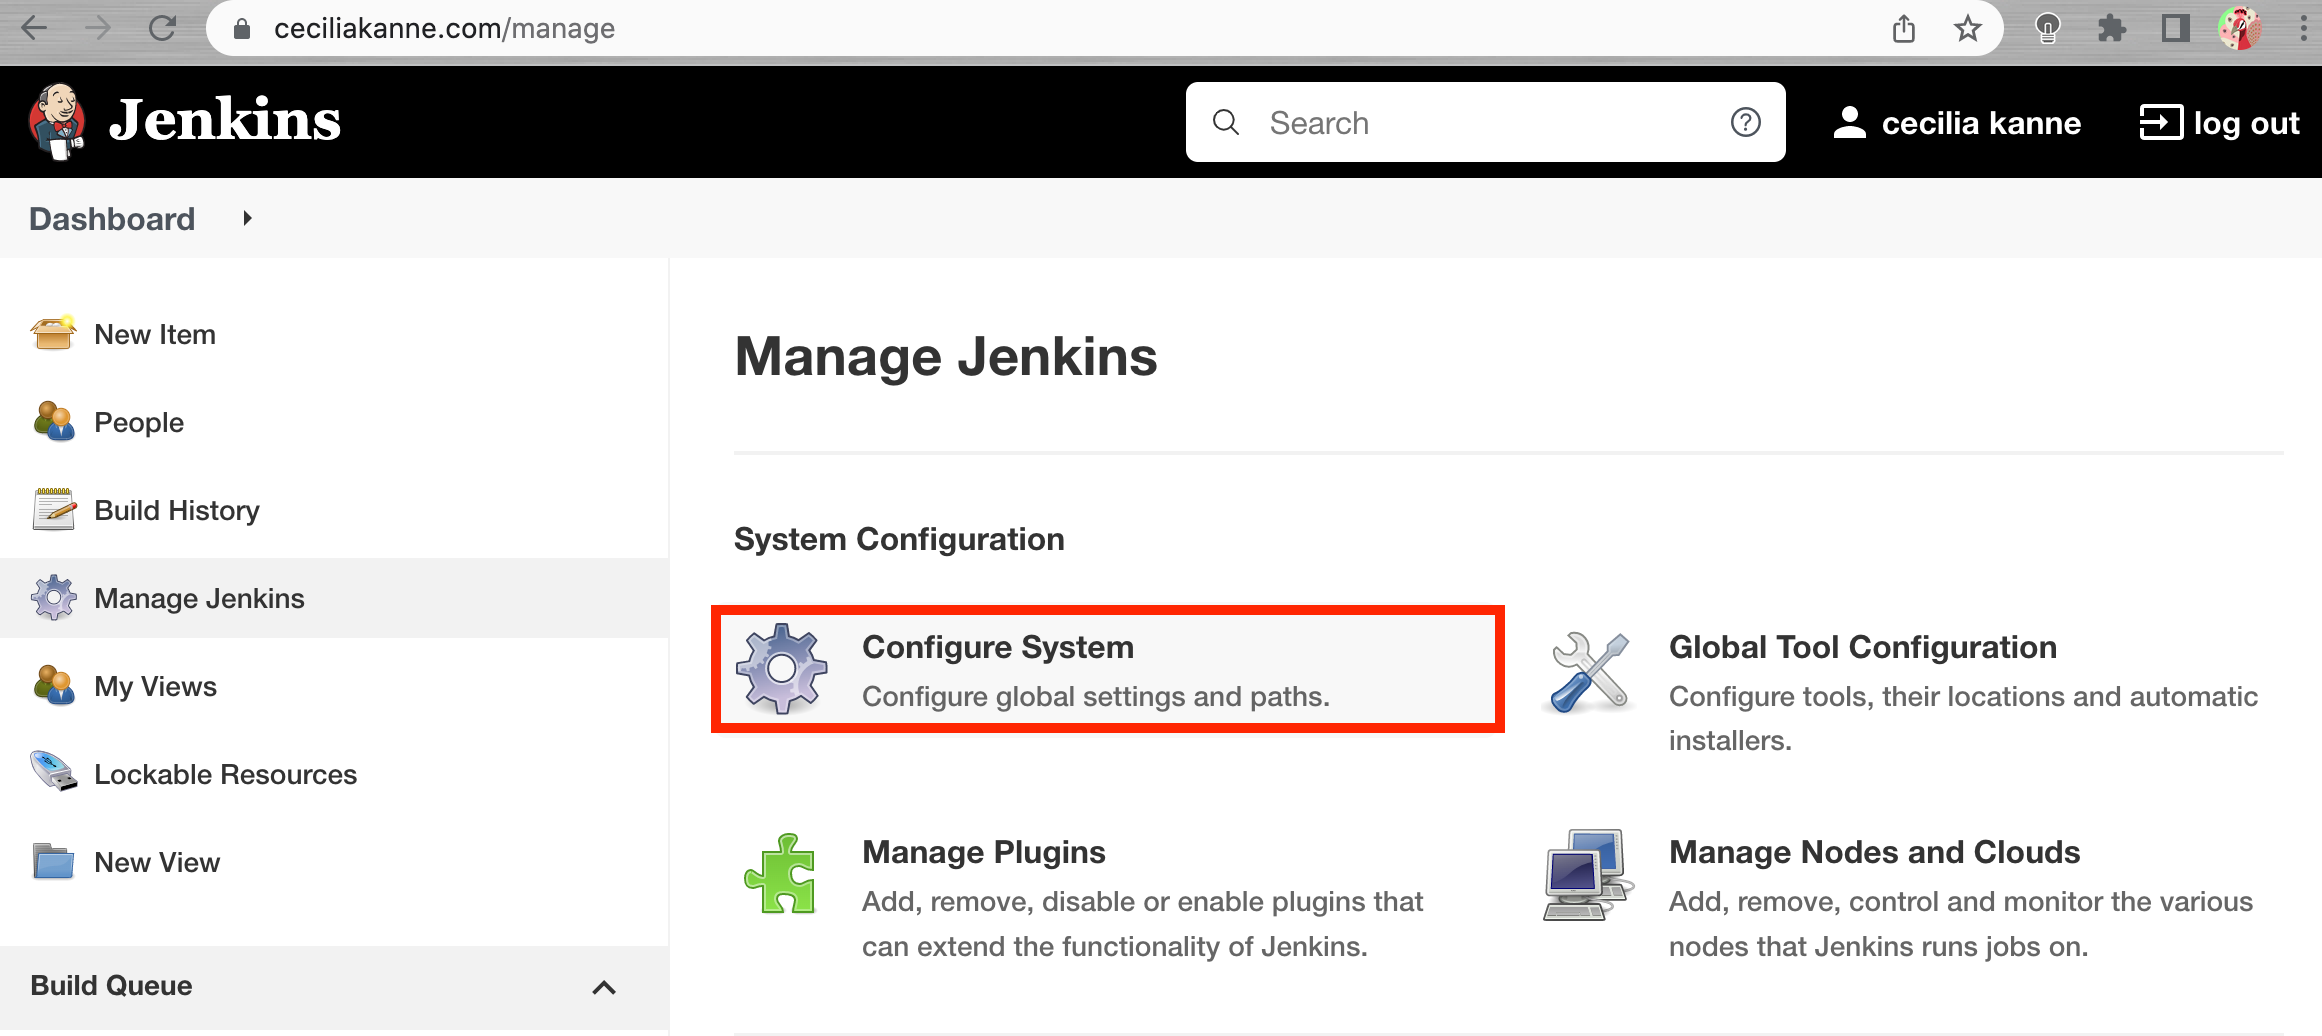 ceciliakanne.com/manage
Jenkins
Search
cecilia kanne
log out
Dashboard
New Item
People
Build History
Manage Jenkins
My Views
Lockable Resources
New View
Build Queue
Manage Jenkins
System Configuration
Configure System
Configure global settings and paths.
Global Tool Configuration
Configure tools, their locations and automatic
installers.
Manage Plugins
Add, remove, disable or enable plugins that
can extend the functionality of Jenkins.
Manage Nodes and Clouds
Add, remove, control and monitor the various
nodes that Jenkins runs jobs on.